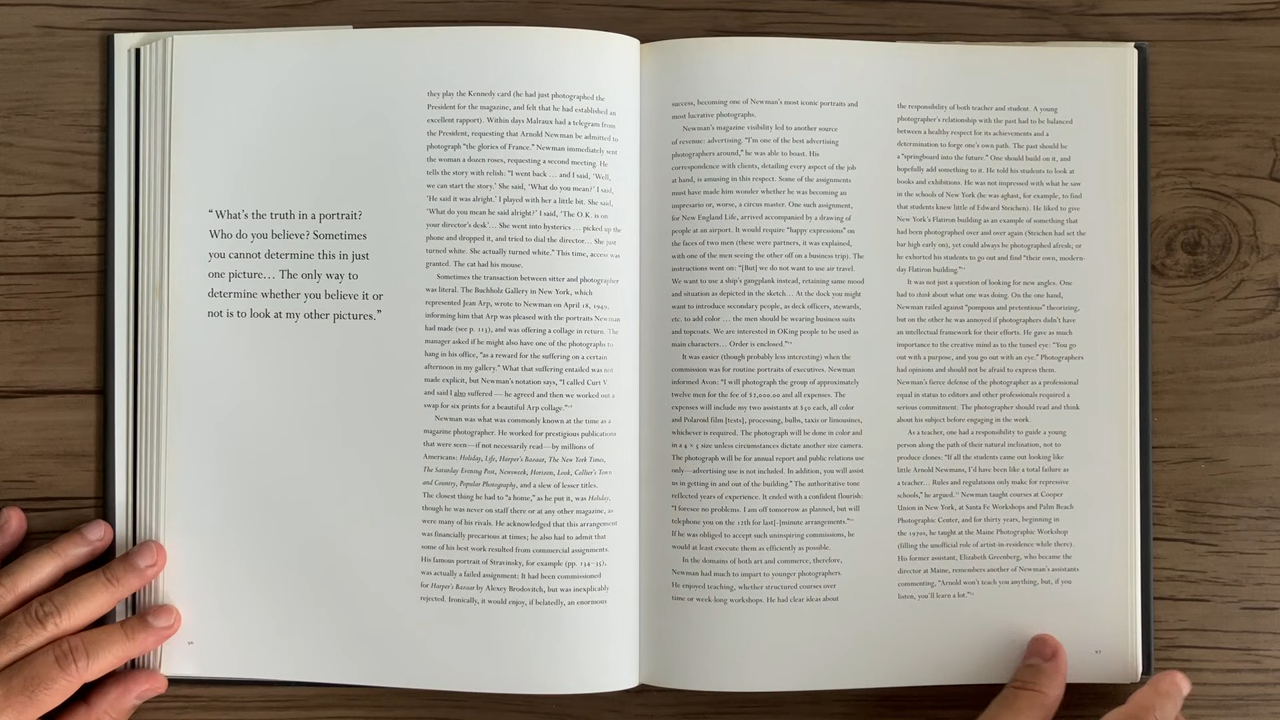 “What’s the truth in a portrait?
Who do you believe? Sometimes
you cannot determine this in just
one picture… The only way to
determine whether you believe it or
not is to look at my other pictures.”
they play the Kennedy card (he had just photographed the
President for the magazine, and felt that he had established an
excellent rapport). Within days Malraux had a telegram from
the President, requesting that Arnold Newman be admitted to
photograph “the glories of France.” Newman immediately sent
the woman a dozen roses, requesting a second meeting. He
tells the story with relish: “I went back … and I said, ‘Well,
we can start the story.’ She said, ‘What do you mean?’ I said,
‘He said it was alright.’ I played with her a little bit. She said,
‘What do you mean he said alright?’ I said, ‘The O.K. is on
your director’s desk’… She went into hysterics … picked up the
phone and dropped it, and tried to dial the director… She just
turned white. She actually turned white.” This time, access was
granted. The cat had his mouse.
Sometimes the transaction between sitter and photographer
was literal. The Buchholz Gallery in New York, which
represented Jean Arp, wrote to Newman on April 18, 1949,
informing him that Arp was pleased with the portraits Newman
had made (see p. 113), and was offering a collage in return. The
manager asked if he might also have one of the photographs to
hang in his office, “as a reward for the suffering on a certain
afternoon in my gallery.” What that suffering entailed was not
made explicit, but Newman’s notation says, “I called Curt V.
and said I also suffered — he agreed and then we worked out a
swap for six prints for a beautiful Arp collage.”
Newman was what was commonly known at the time as a
magazine photographer. He worked for prestigious publications
that were seen—if not necessarily read—by millions of
Americans: Holiday, Life, Harper’s Bazaar, The New York Times,
The Saturday Evening Post, Newsweek, Horizon, Look, Collier’s Town
and Country, Popular Photography, and a slew of lesser titles.
The closest thing he had to “a home,” as he put it, was Holiday,
though he was never on staff there or at any other magazine, as
were many of his rivals. He acknowledged that this arrangement
was financially precarious at times; he also had to admit that
some of his best work resulted from commercial assignments.
His famous portrait of Stravinsky, for example (pp. 134–35),
was actually a failed assignment: It had been commissioned
for Harper’s Bazaar by Alexey Brodovitch, but was inexplicably
rejected. Ironically, it would enjoy, if belatedly, an enormous
success, becoming one of Newman’s most iconic portraits and
most lucrative photographs.
Newman’s magazine visibility led to another source
of revenue: advertising. “I’m one of the best advertising
photographers around,” he was able to boast. His
correspondence with clients, detailing every aspect of the job
at hand, is amusing in this respect. Some of the assignments
must have made him wonder whether he was becoming an
impresario or, worse, a circus master. One such assignment,
for New England Life, arrived accompanied by a drawing of
people at an airport. It would require “happy expressions” on
the faces of two men (these were partners, it was explained,
with one of the men seeing the other off on a business trip). The
instructions went on: “[But] we do not want to use air travel.
We want to use a ship’s gangplank instead, retaining same mood
and situation as depicted in the sketch… At the dock you might
want to introduce secondary people, as deck officers, stewards,
etc. to add color … the men should be wearing business suits
and topcoats. We are interested in OKing people to be used as
main characters… Order is enclosed.”
It was easier (though probably less interesting) when the
commission was for routine portraits of executives. Newman
informed Avon: “I will photograph the group of approximately
twelve men for the fee of $2,000.00 and all expenses. The
expenses will include my two assistants at $50 each, all color
and Polaroid film [tests], processing, bulbs, taxis or limousines,
whichever is required. The photograph will be done in color and
in a 4 × 5 size unless circumstances dictate another size camera.
The photograph will be for annual report and public relations use
only—advertising use is not included. In addition, you will assist
us in getting in and out of the building.” The authoritative tone
reflected years of experience. It ended with a confident flourish:
“I foresee no problems. I am off tomorrow as planned, but will
telephone you on the 12th for last[-]minute arrangements.”
If he was obliged to accept such uninspiring commissions, he
would at least execute them as efficiently as possible.
In the domains of both art and commerce, therefore,
Newman had much to impart to younger photographers.
He enjoyed teaching, whether structured courses over
time or week-long workshops. He had clear ideas about
the responsibility of both teacher and student. A young
photographer’s relationship with the past had to be balanced
between a healthy respect for its achievements and a
determination to forge one’s own path. The past should be
a “springboard into the future.” One should build on it, and
hopefully add something to it. He told his students to look at
books and exhibitions. He was not impressed with what he saw
in the schools of New York (he was aghast, for example, to find
that students knew little of Edward Steichen). He liked to give
New York’s Flatiron building as an example of something that
had been photographed over and over again (Steichen had set the
bar high early on), yet could always be photographed afresh; or
he exhorted his students to go out and find “their own, modern-
day Flatiron building.”
It was not just a question of looking for new angles. One
had to think about what one was doing. On the one hand,
Newman railed against “pompous and pretentious” theorizing,
but on the other he was annoyed if photographers didn’t have
an intellectual framework for their efforts. He gave as much
importance to the creative mind as to the tuned eye: “You go
out with a purpose, and you go out with an eye.” Photographers
had opinions and should not be afraid to express them.
Newman’s fierce defense of the photographer as a professional
equal in status to editors and other professionals required a
serious commitment: The photographer should read and think
about his subject before engaging in the work.
As a teacher, one had a responsibility to guide a young
person along the path of their natural inclination, not to
produce clones: “If all the students came out looking like
little Arnold Newmans, I’d have been like a total failure as
a teacher… Rules and regulations only make for repressive
schools,” he argued. Newman taught courses at Cooper
Union in New York, at Santa Fe Workshops and Palm Beach
Photographic Center, and for thirty years, beginning in
the 1970s, he taught at the Maine Photographic Workshop
(filling the unofficial role of artist-in-residence while there).
His former assistant, Elizabeth Greenberg, who became the
director at Maine, remembers another of Newman’s assistants
commenting, “Arnold won’t teach you anything, but, if you
listen, you’ll learn a lot.”